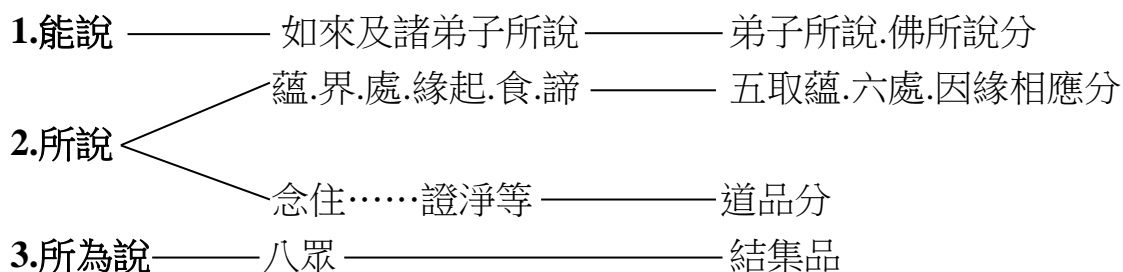 1.能說 如來及諸弟子所說 弟子所說.佛所說分
蘊.界.處.緣起.食.諦 五取蘊.六處.因緣相應分
2.所說
念住⋯⋯證淨等 道品分
3.所為說 八眾 結集品